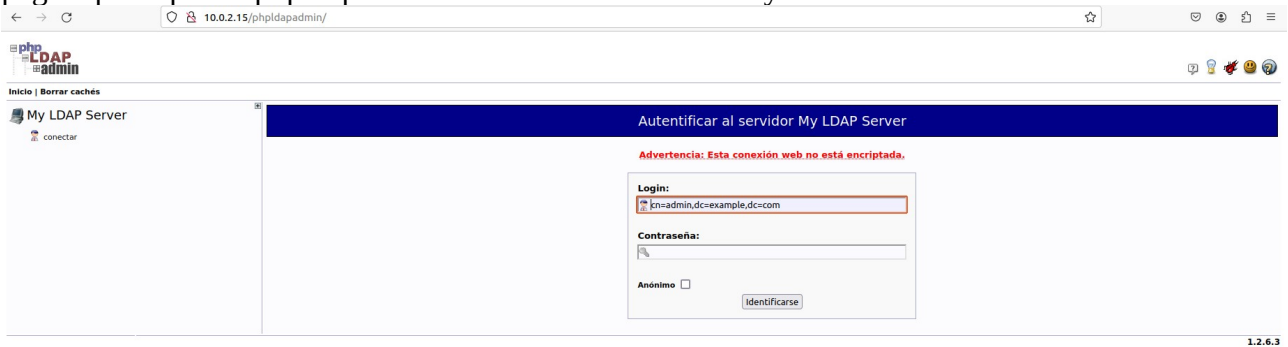 10.0.2.15/phpldapadmin/
php
LDAP
admin
Inicio | Borrar cachés
My LDAP Server
conectar
Autentificar al servidor My LDAP Server
Advertencia: Esta conexión web no está encriptada.
Login:
cn=admin,dc=example,dc=com
Contraseña:
Anónimo
Identificarse
1.2.6.3